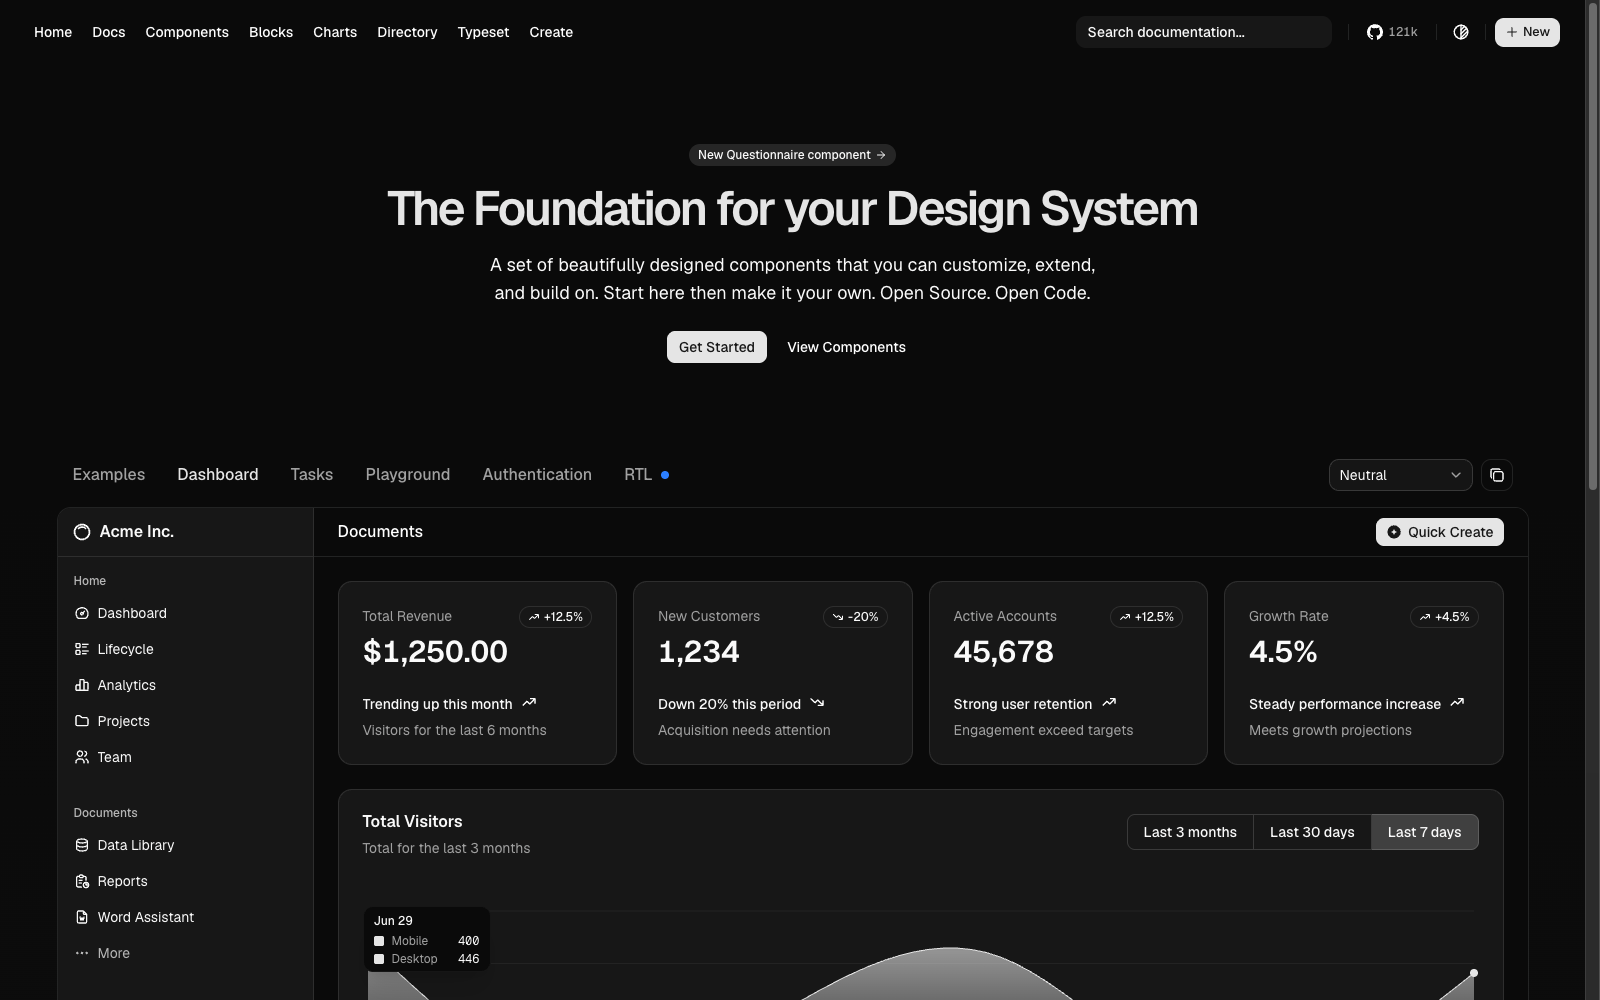 Home Docs Components Blocks Charts Directory Typeset Create Search documentation... 121k New
New Questionnaire component →
The Foundation for your Design System
A set of beautifully designed components that you can customize, extend,
and build on. Start here then make it your own. Open Source. Open Code.
Get Started View Components
Examples Dashboard Tasks Playground Authentication RTL Neutral
Acme Inc.
Documents
Quick Create
Home
Dashboard
Lifecycle
Analytics
Projects
Team
Documents
Data Library
Reports
Word Assistant
More
Total Revenue
+12.5%
$1,250.00
Trending up this month
Visitors for the last 6 months
New Customers
-20%
1,234
Down 20% this period
Acquisition needs attention
Active Accounts
+12.5%
45,678
Strong user retention
Engagement exceed targets
Growth Rate
+4.5%
4.5%
Steady performance increase
Meets growth projections
Total Visitors
Total for the last 3 months
Last 3 months Last 30 days Last 7 days
Jun 29
Mobile 400
Desktop 446